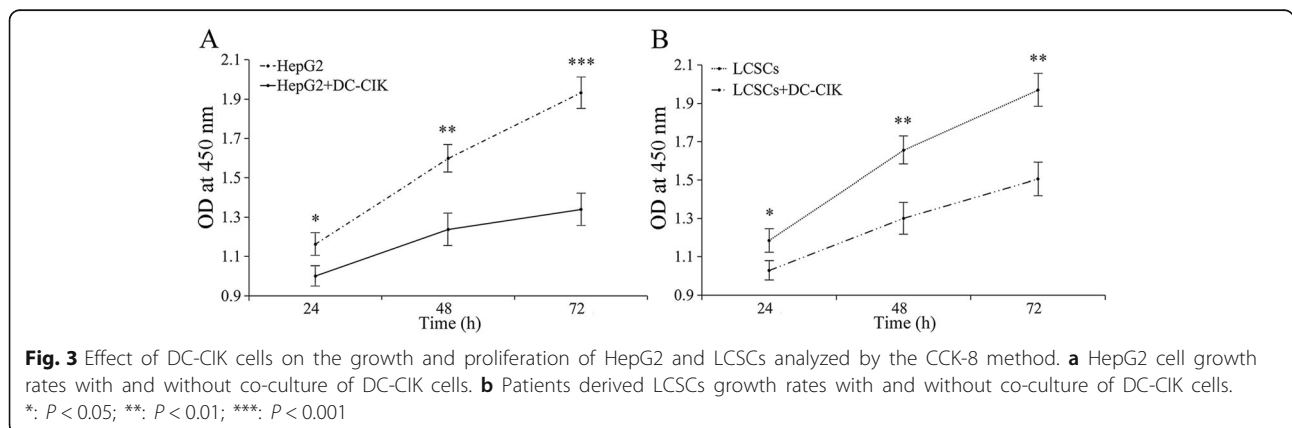 A
HepG2
HepG2+DC-CIK
OD at 450 nm
2.1
1.9
1.7
1.5
1.3
1.1
0.9
*
**
***
24
48
72
Time (h)
B
LCSCs
LCSCs+DC-CIK
OD at 450 nm
2.1
1.9
1.7
1.5
1.3
1.1
0.9
*
**
**
24
48
72
Time (h)
Fig. 3 Effect of DC-CIK cells on the growth and proliferation of HepG2 and LCSCs analyzed by the CCK-8 method. a HepG2 cell growth
rates with and without co-culture of DC-CIK cells. b Patients derived LCSCs growth rates with and without co-culture of DC-CIK cells.
*: P < 0.05; **: P < 0.01; ***: P < 0.001